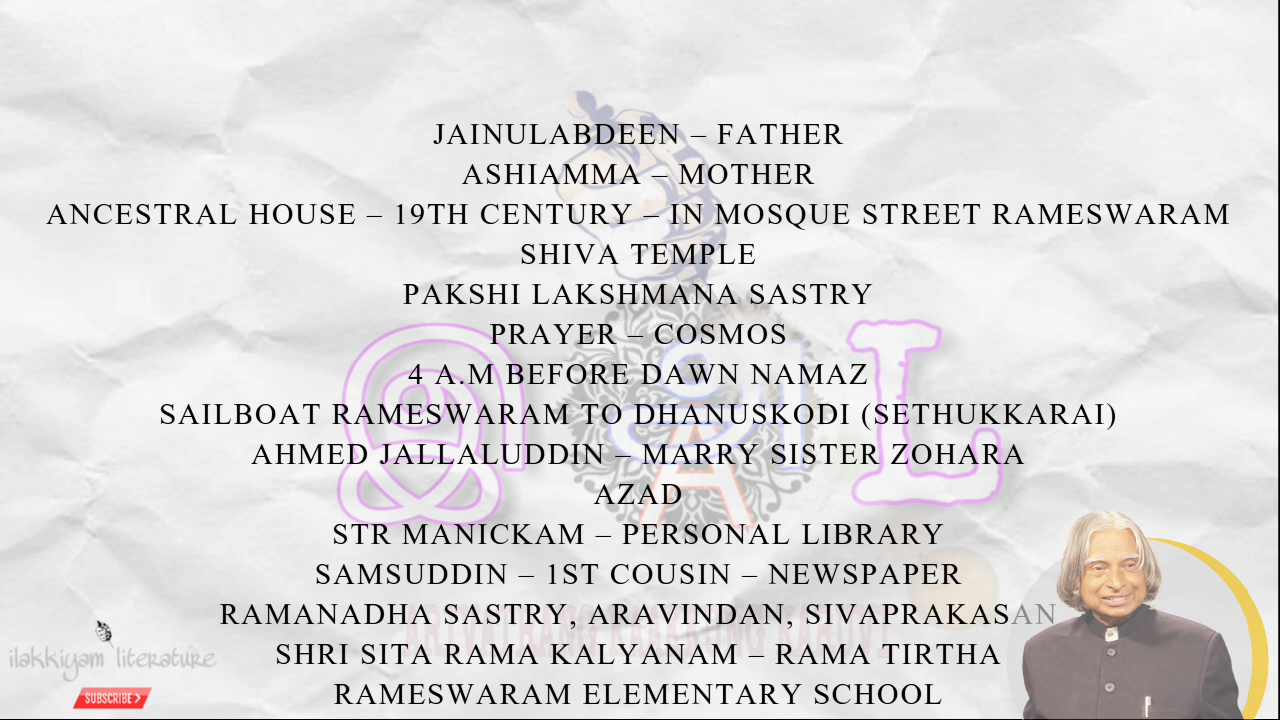 JAINULABDEEN – FATHER
ASHIAMMA – MOTHER
ANCESTRAL HOUSE – 19TH CENTURY – IN MOSQUE STREET RAMESWARAM
SHIVA TEMPLE
PAKSHI LAKSHMANA SASTRY
PRAYER – COSMOS
4 A.M BEFORE DAWN NAMAZ
SAILBOAT RAMESWARAM TO DHANUSKODI (SETHUKKARAI)
AHMED JALLALUDDIN – MARRY SISTER ZOHARA
AZAD
STR MANICKAM – PERSONAL LIBRARY
SAMSUDDIN – 1ST COUSIN – NEWSPAPER
RAMANADHA SASTRY, ARAVINDAN, SIVAPRAKASAN
SHRI SITA RAMA KALYANAM – RAMA TIRTHA
RAMESWARAM ELEMENTARY SCHOOL
இ L
ilakkiyam literature
SUBSCRIBE >